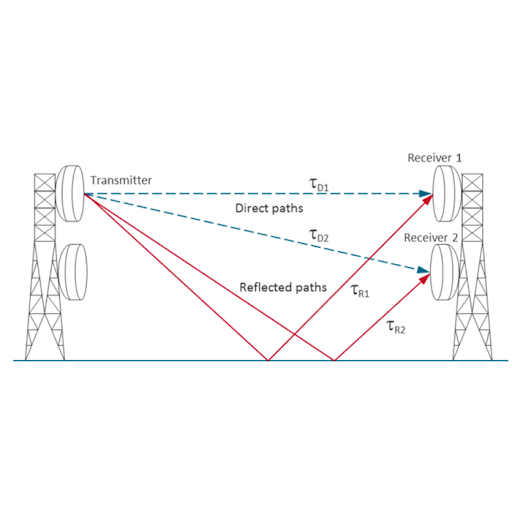 Receiver 1
Transmitter
τD1
Direct paths
τD2
Receiver 2
Reflected paths
τR1
τR2